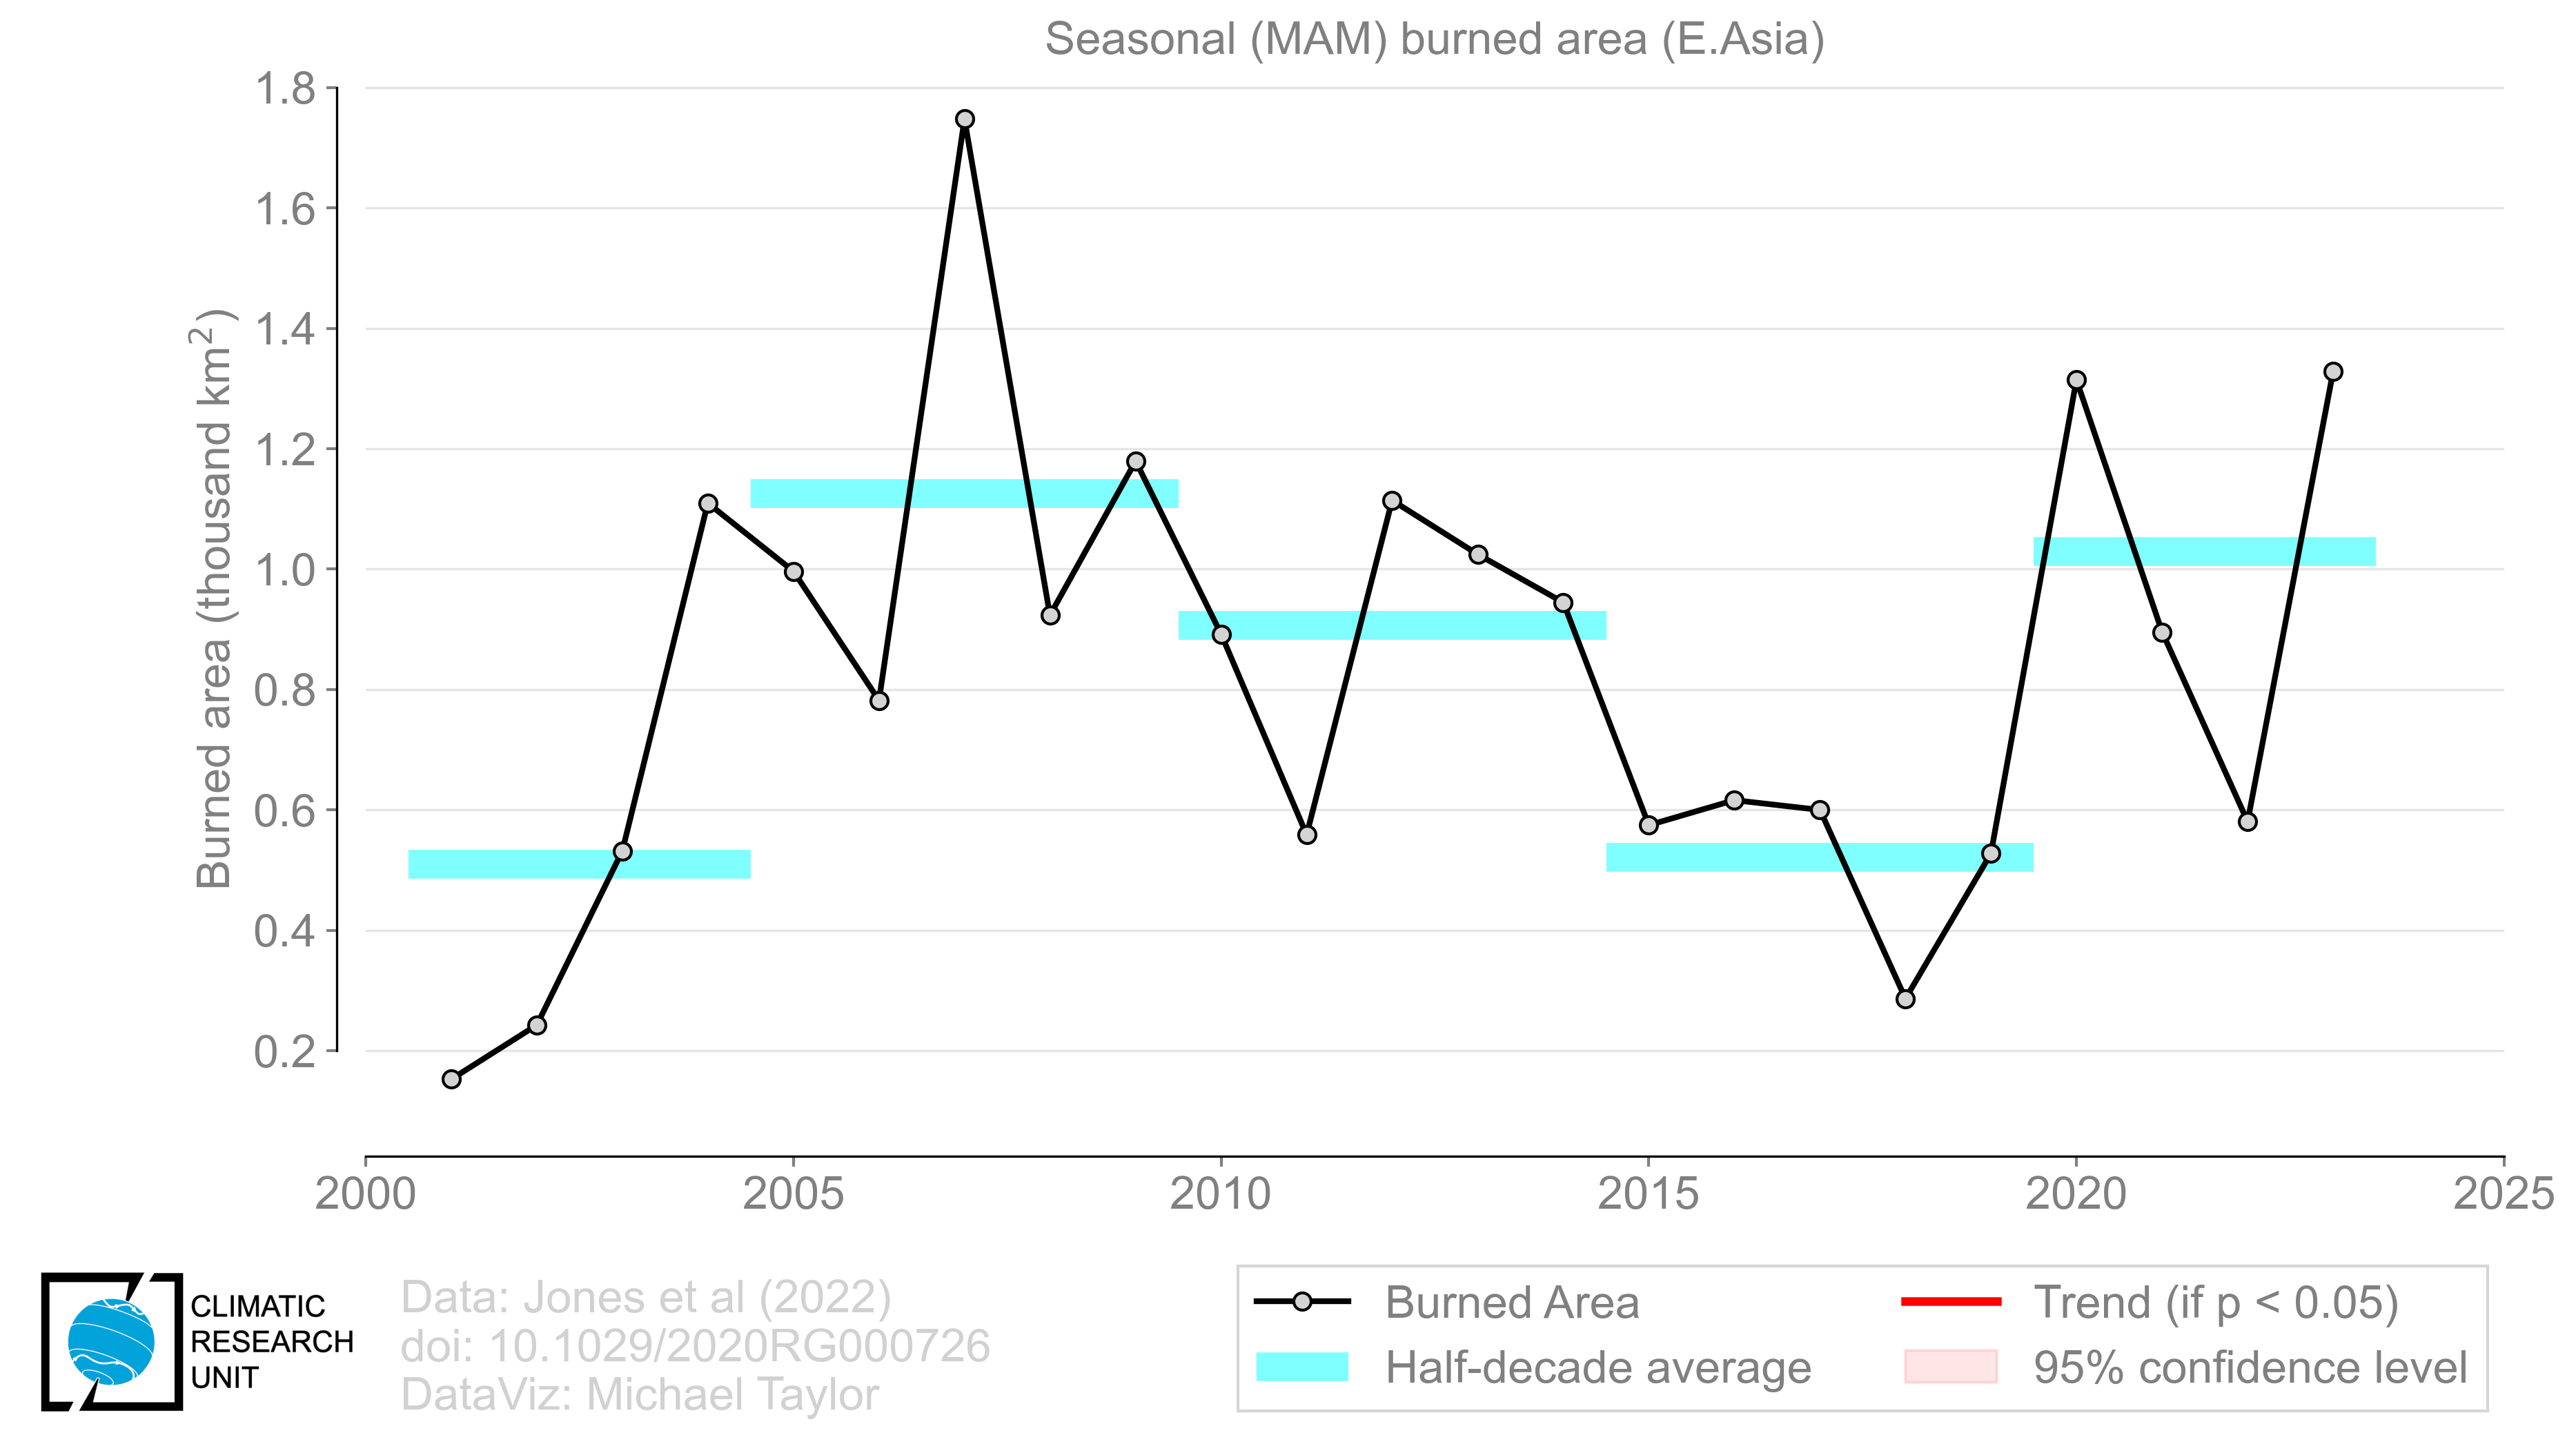 Seasonal (MAM) burned area (E.Asia)
Burned area (thousand km²)
1.8
1.6
1.4
1.2
1.0
0.8
0.6
0.4
0.2
2000 2005 2010 2015 2020 2025
CLIMATIC
RESEARCH
UNIT
Data: Jones et al (2022)
doi: 10.1029/2020RG000726
DataViz: Michael Taylor
Burned Area
Half-decade average
Trend (if p < 0.05)
95% confidence level